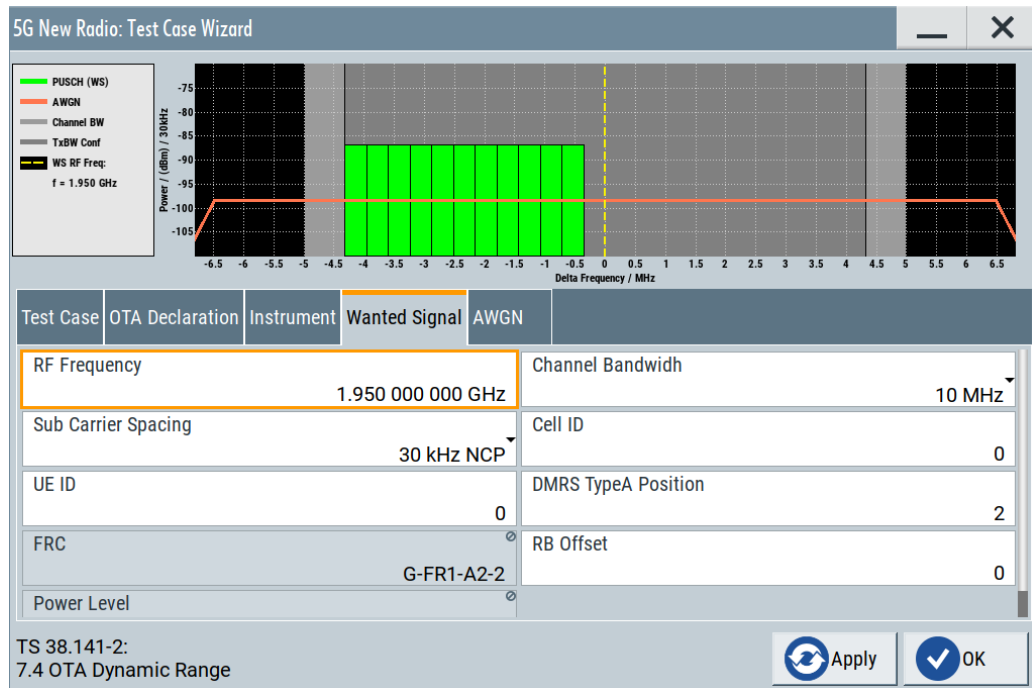 5G New Radio: Test Case Wizard
PUSCH (WS)
AWGN
Channel BW
TxBW Conf
WS RF Freq:
f = 1.950 GHz
Power / (dBm) / 30kHz
-75
-80
-85
-90
-95
-100
-105
-6.5 -6 -5.5 -5 -4.5 -4 -3.5 -3 -2.5 -2 -1.5 -1 -0.5 0 0.5 1 1.5 2 2.5 3 3.5 4 4.5 5 5.5 6 6.5
Delta Frequency / MHz
Test Case OTA Declaration Instrument Wanted Signal AWGN
RF Frequency
1.950 000 000 GHz
Channel Bandwidh
10 MHz
Sub Carrier Spacing
30 kHz NCP
Cell ID
0
UE ID
0
DMRS TypeA Position
2
FRC
G-FR1-A2-2
RB Offset
0
Power Level
TS 38.141-2:
7.4 OTA Dynamic Range
Apply
OK